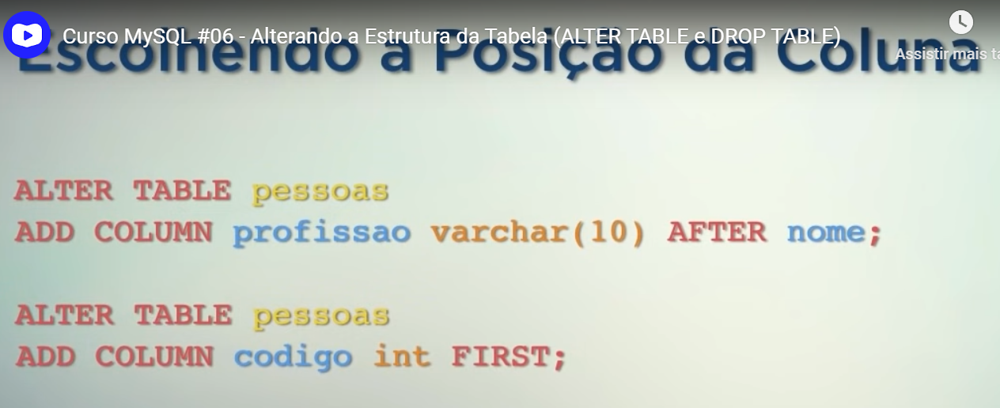 Curso MySQL #06 - Alterando a Estrutura da Tabela (ALTER TABLE e DROP TABLE)
Escolhendo a Posição da Coluna
Assistir mais ta
ALTER TABLE pessoas
ADD COLUMN profissao varchar(10) AFTER nome;
ALTER TABLE pessoas
ADD COLUMN codigo int FIRST;